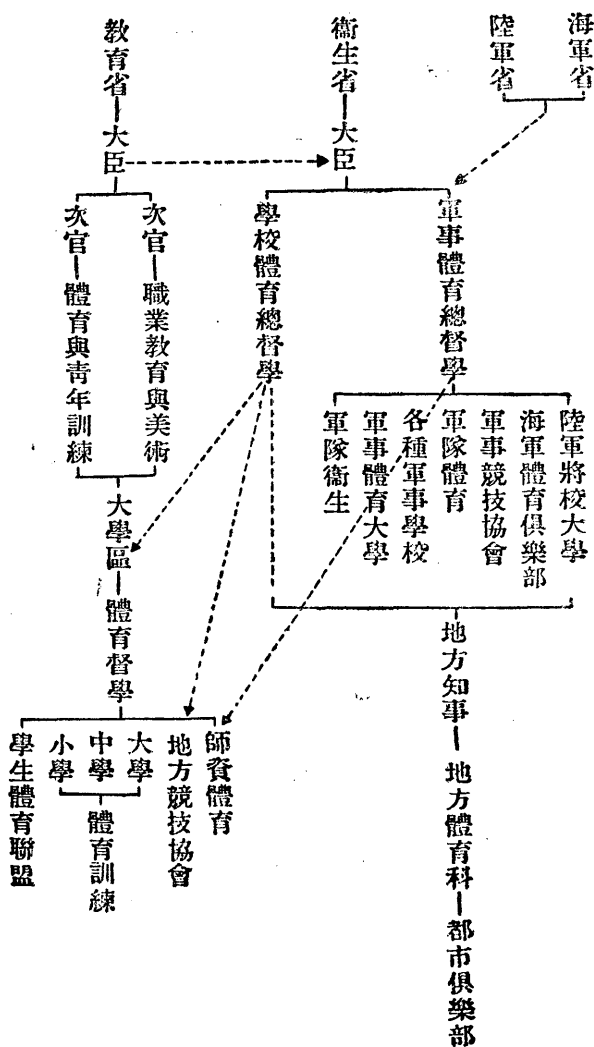 海軍省
陸軍省
衞生省
大臣
教育省
大臣
軍事體育總督學
學校體育總督學
次官
職業教育與美術
次官
體育與靑年訓練
陸軍將校大學
海軍體育俱樂部
軍事競技協會
軍隊體育
各種軍事學校
軍事體育大學
軍隊衞生
大學區
體育督學
地方知事
地方體育科
都市俱樂部
師資體育
地方競技協會
大學
中學
小學
體育訓練
學生體育聯盟